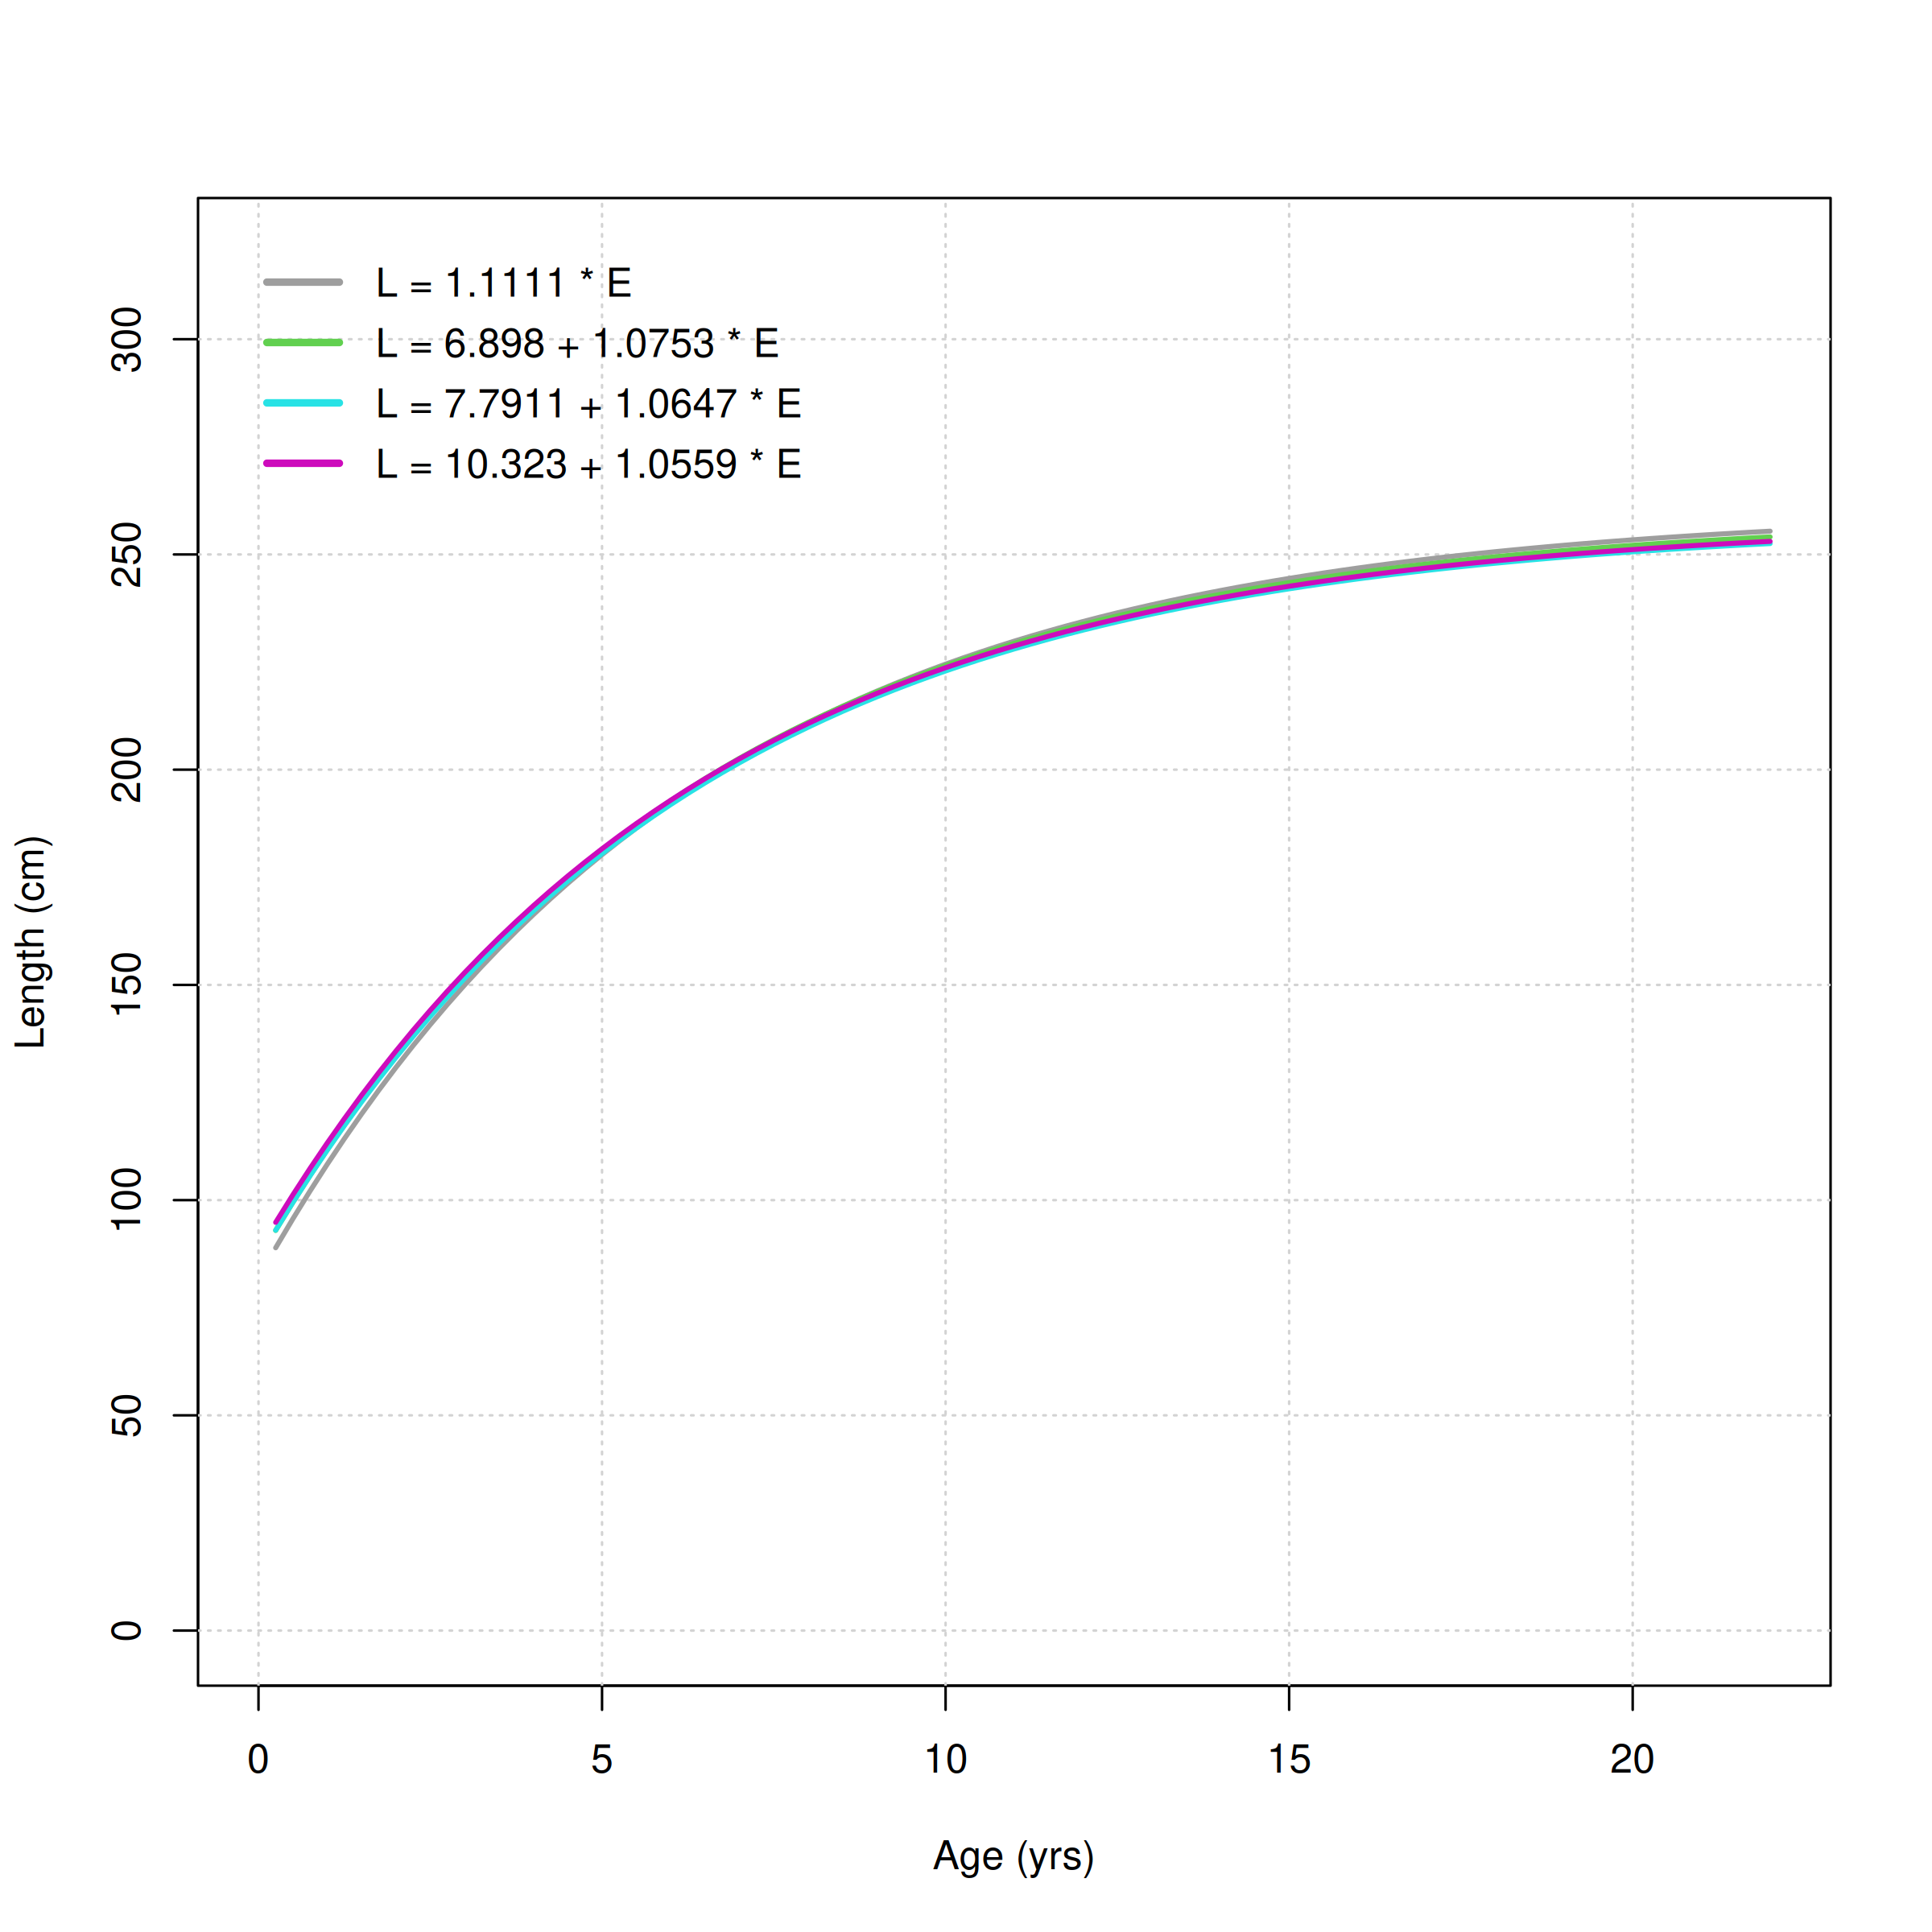 L = 1.1111 * E
L = 6.898 + 1.0753 * E
L = 7.7911 + 1.0647 * E
L = 10.323 + 1.0559 * E
300
250
200
150
100
50
0
Length (cm)
0 5 10 15 20
Age (yrs)